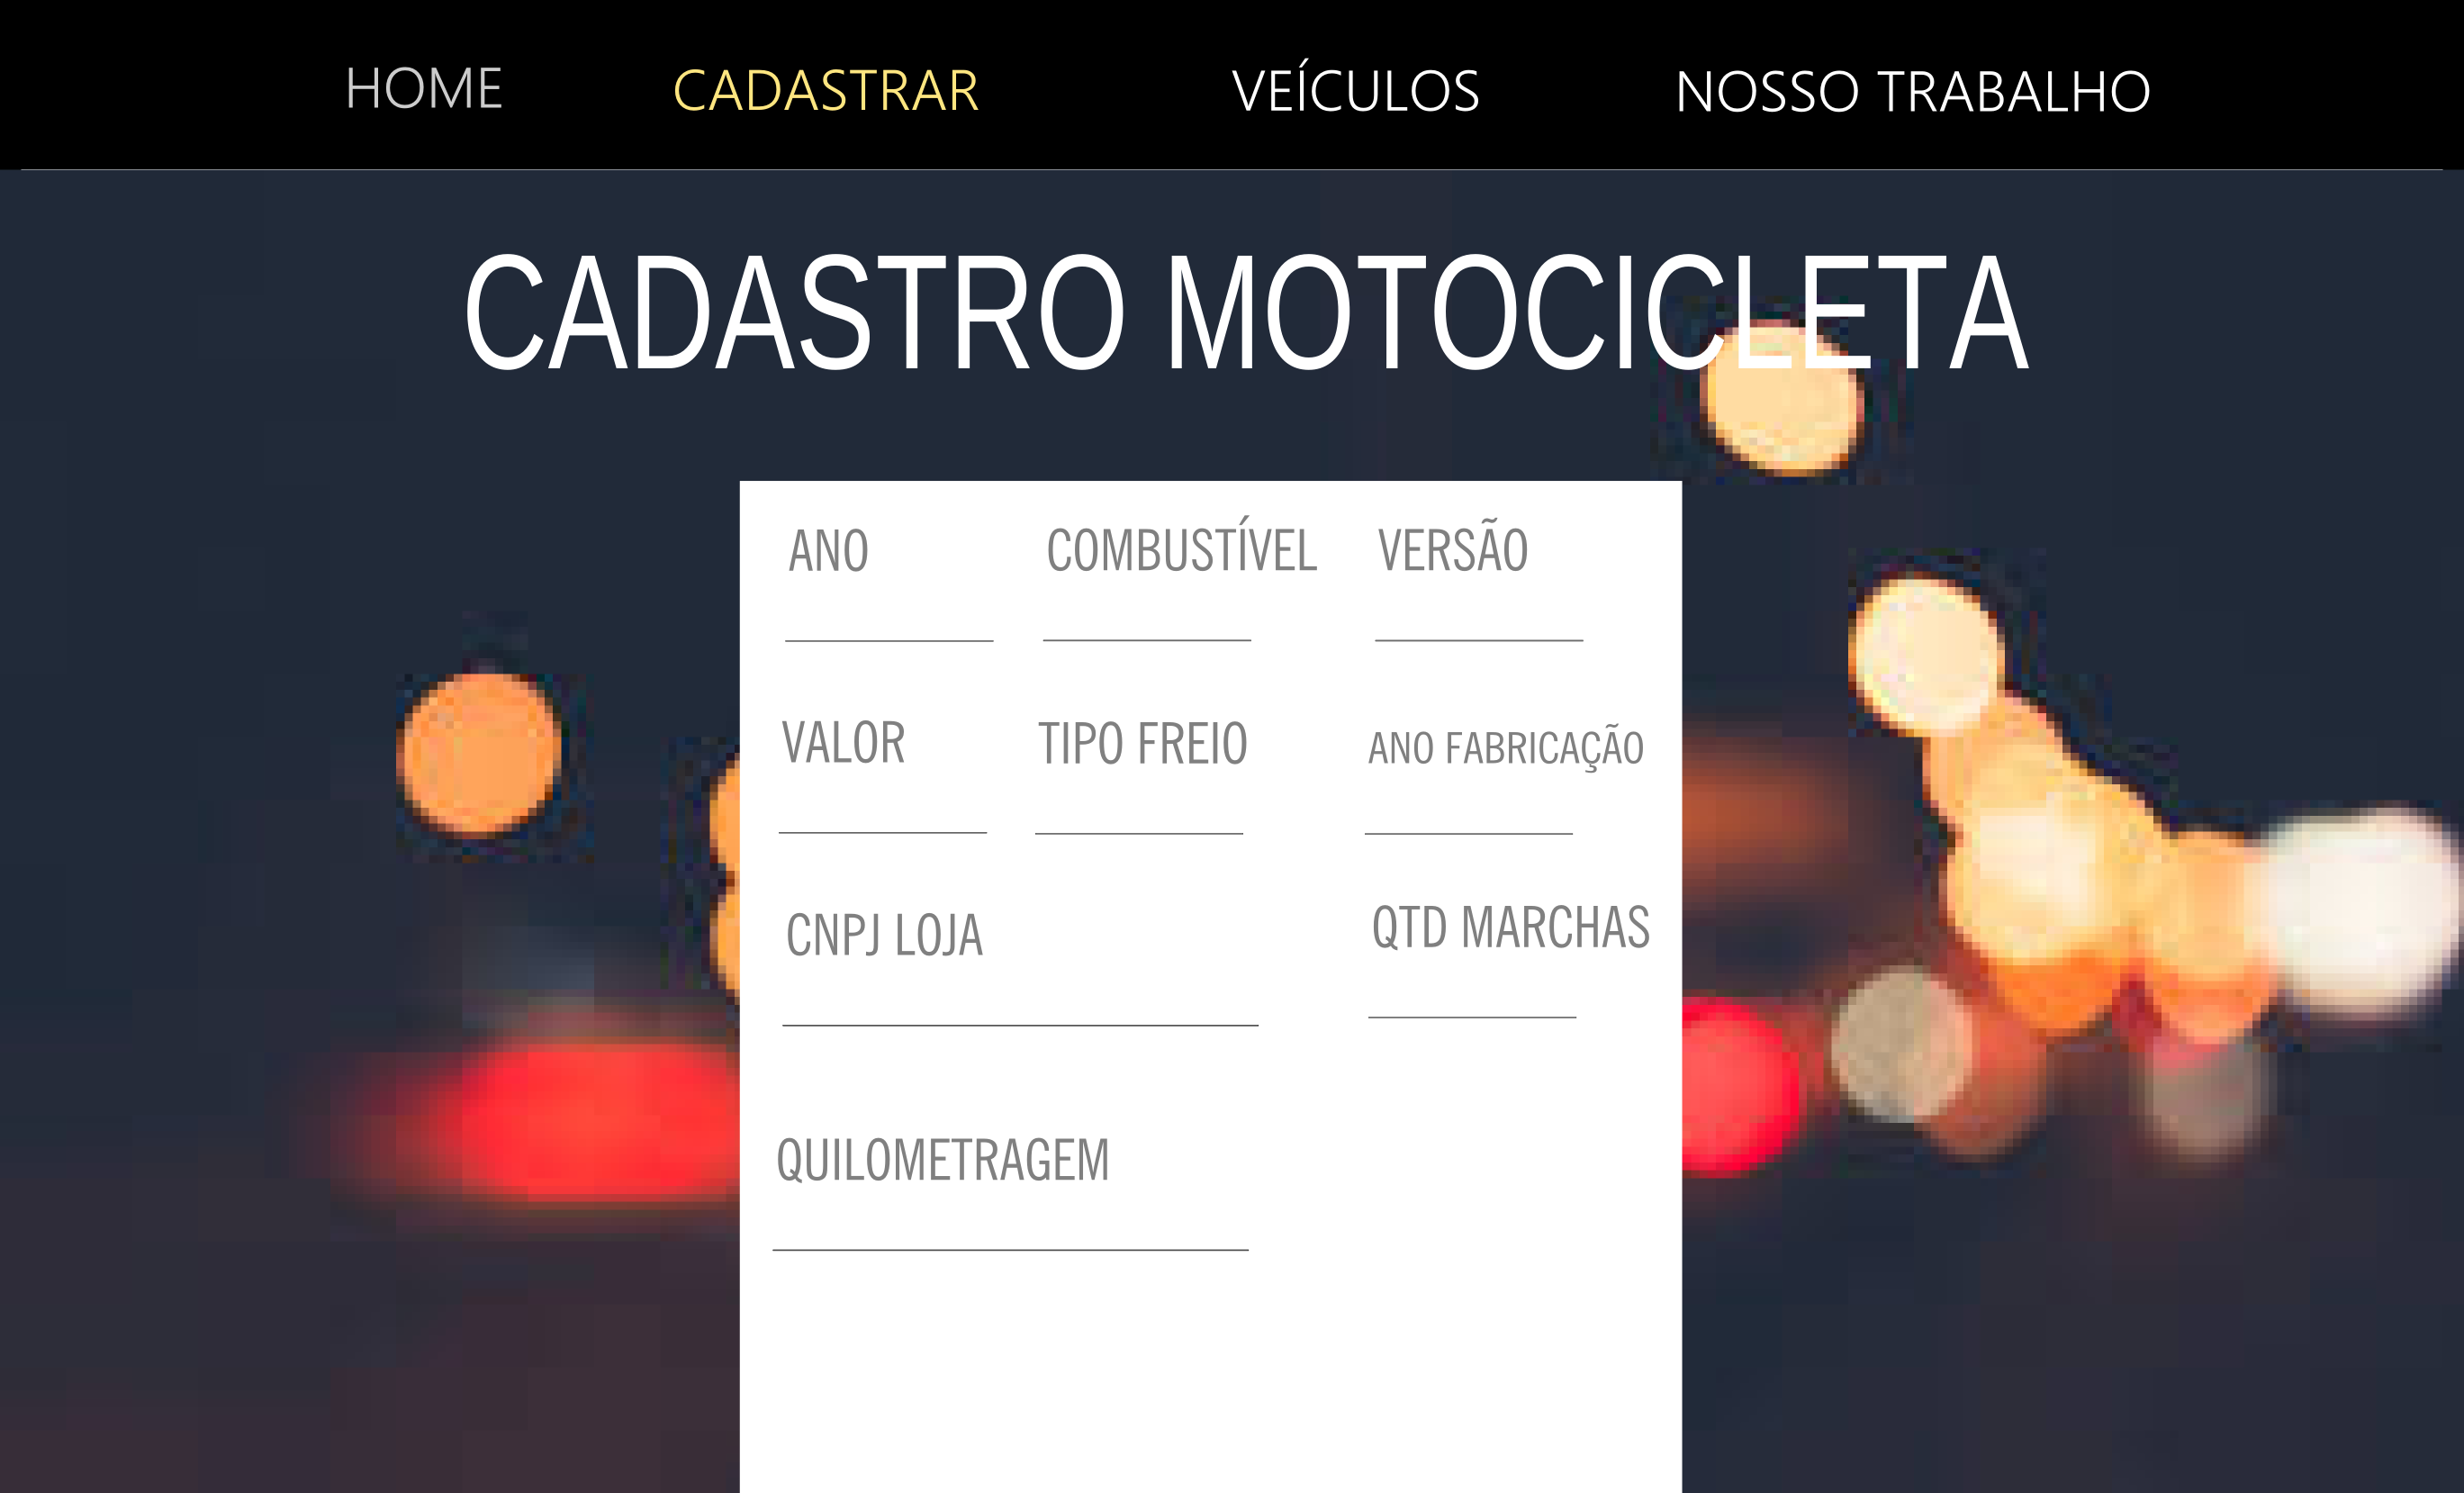 HOME CADASTRAR VEÍCULOS NOSSO TRABALHO
CADASTRO MOTOCICLETA
ANO COMBUSTÍVEL VERSÃO
VALOR TIPO FREIO ANO FABRICAÇÃO
CNPJ LOJA QTD MARCHAS
QUILOMETRAGEM